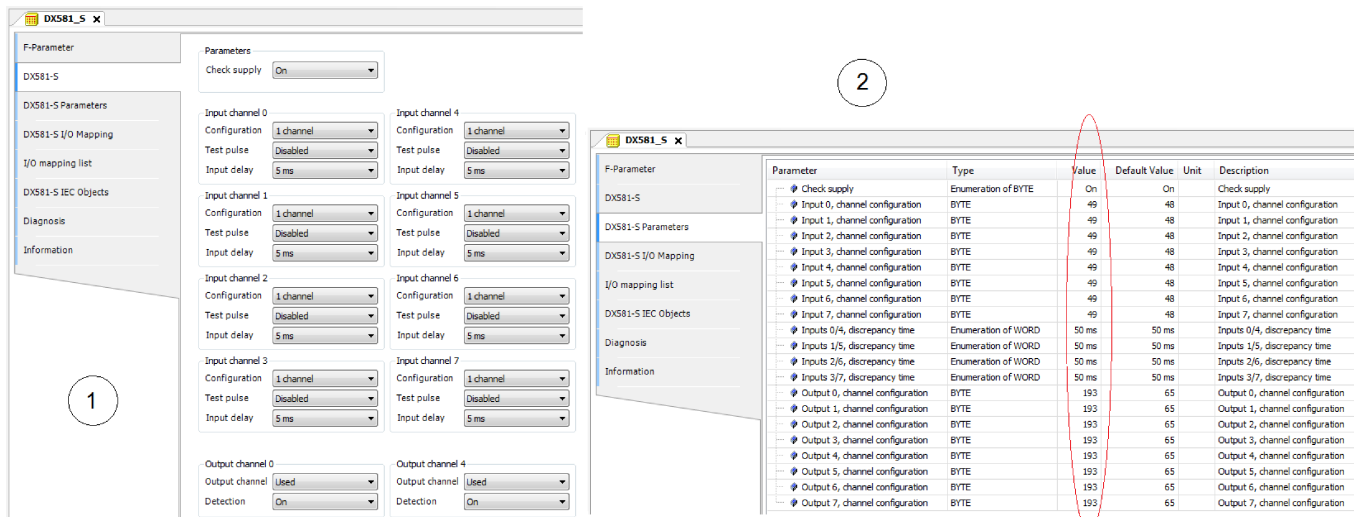 DX581_S x
F-Parameter
DX581-S
DX581-S Parameters
DX581-S I/O Mapping
I/O mapping list
DX581-S IEC Objects
Diagnosis
Information
Parameters
Check supply On
Input channel 0 Input channel 4
Configuration 1 channel Configuration 1 channel
Test pulse Disabled Test pulse Disabled
Input delay 5 ms Input delay 5 ms
Input channel 1 Input channel 5
Configuration 1 channel Configuration 1 channel
Test pulse Disabled Test pulse Disabled
Input delay 5 ms Input delay 5 ms
Input channel 2 Input channel 6
Configuration 1 channel Configuration 1 channel
Test pulse Disabled Test pulse Disabled
Input delay 5 ms Input delay 5 ms
Input channel 3 Input channel 7
Configuration 1 channel Configuration 1 channel
Test pulse Disabled Test pulse Disabled
Input delay 5 ms Input delay 5 ms
Output channel 0 Output channel 4
Output channel Used Output channel Used
Detection On Detection On
1
2
DX581_S x
F-Parameter
DX581-S
DX581-S Parameters
DX581-S I/O Mapping
I/O mapping list
DX581-S IEC Objects
Diagnosis
Information
Parameter Type Value Default Value Unit Description
Check supply Enumeration of BYTE On On Check supply
Input 0, channel configuration BYTE 49 48 Input 0, channel configuration
Input 1, channel configuration BYTE 49 48 Input 1, channel configuration
Input 2, channel configuration BYTE 49 48 Input 2, channel configuration
Input 3, channel configuration BYTE 49 48 Input 3, channel configuration
Input 4, channel configuration BYTE 49 48 Input 4, channel configuration
Input 5, channel configuration BYTE 49 48 Input 5, channel configuration
Input 6, channel configuration BYTE 49 48 Input 6, channel configuration
Input 7, channel configuration BYTE 49 48 Input 7, channel configuration
Inputs 0/4, discrepancy time Enumeration of WORD 50 ms 50 ms Inputs 0/4, discrepancy time
Inputs 1/5, discrepancy time Enumeration of WORD 50 ms 50 ms Inputs 1/5, discrepancy time
Inputs 2/6, discrepancy time Enumeration of WORD 50 ms 50 ms Inputs 2/6, discrepancy time
Inputs 3/7, discrepancy time Enumeration of WORD 50 ms 50 ms Inputs 3/7, discrepancy time
Output 0, channel configuration BYTE 193 65 Output 0, channel configuration
Output 1, channel configuration BYTE 193 65 Output 1, channel configuration
Output 2, channel configuration BYTE 193 65 Output 2, channel configuration
Output 3, channel configuration BYTE 193 65 Output 3, channel configuration
Output 4, channel configuration BYTE 193 65 Output 4, channel configuration
Output 5, channel configuration BYTE 193 65 Output 5, channel configuration
Output 6, channel configuration BYTE 193 65 Output 6, channel configuration
Output 7, channel configuration BYTE 193 65 Output 7, channel configuration